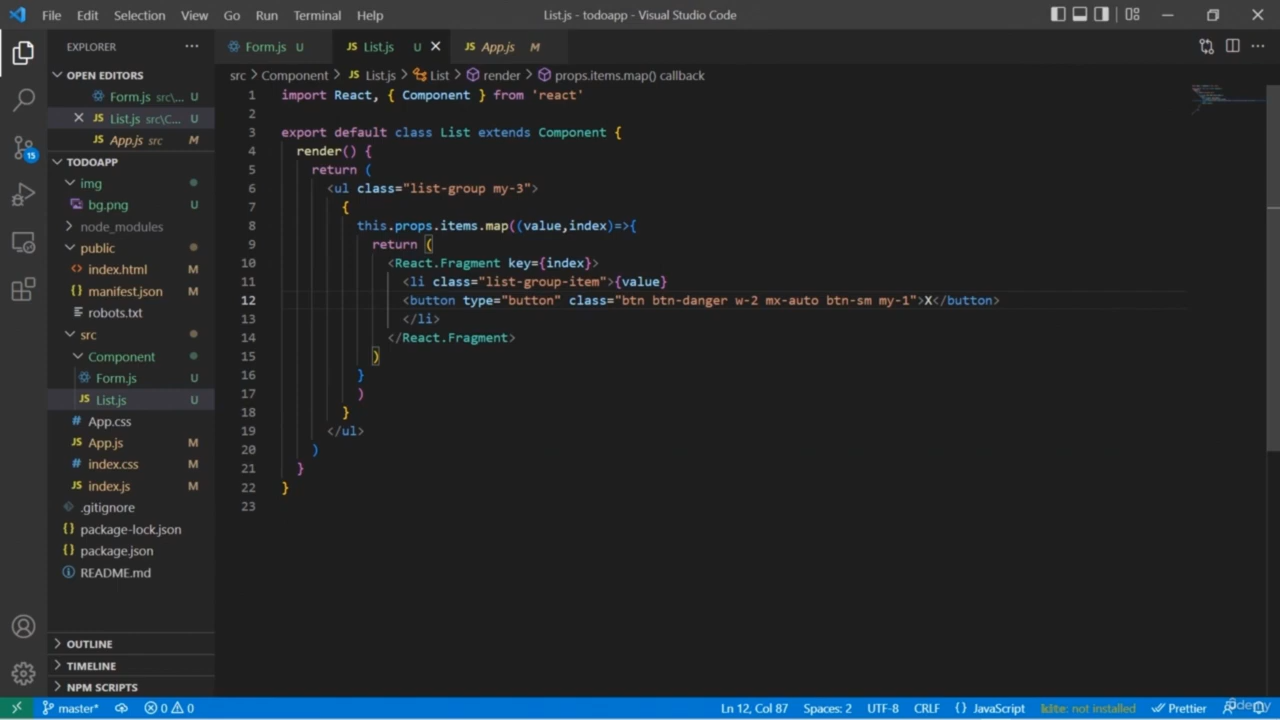 File Edit Selection View Go Run Terminal Help List.js - todoapp - Visual Studio Code
EXPLORER
Form.js U
List.js U
App.js M
OPEN EDITORS
Form.js src\... U
List.js src\C... U
App.js src M
TODOAPP
img
bg.png U
node_modules
public
index.html M
manifest.json M
robots.txt
src
Component
Form.js U
List.js U
App.css
App.js M
index.css M
index.js M
.gitignore
package-lock.json
package.json
README.md
OUTLINE
TIMELINE
NPM SCRIPTS
15
src > Component > JS List.js > List > render > props.items.map() callback
1 import React, { Component } from 'react'
2
3 export default class List extends Component {
4 render() {
5 return (
6 <ul class="list-group my-3">
7 {
8 this.props.items.map((value,index)=>{
9 return (
10 <React.Fragment key={index}>
11 <li class="list-group-item">{value}
12 <button type="button" class="btn btn-danger w-2 mx-auto btn-sm my-1">X</button>
13 </li>
14 </React.Fragment>
15 )
16 }
17 )
18 }
19 </ul>
20 )
21 }
22 }
23
master* 0 0 Ln 12, Col 87 Spaces: 2 UTF-8 CRLF {} JavaScript not installed Prettier
Udemy